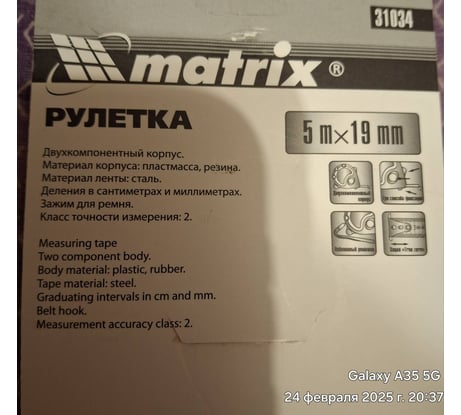 31034
matrix ®
РУЛЕТКА
5 m×19 mm
Двухкомпонентный корпус.
Материал корпуса: пластмасса, резина.
Материал ленты: сталь.
Деления в сантиметрах и миллиметрах.
Зажим для ремня.
Класс точности измерения: 2.
Двухкомпонентный
корпус
Measuring tape
Two component body.
Body material: plastic, rubber.
Tape material: steel.
Graduating intervals in cm and mm.
Belt hook.
Measurement accuracy class: 2.
Galaxy A35 5G
24 февраля 2025 г. 20:37